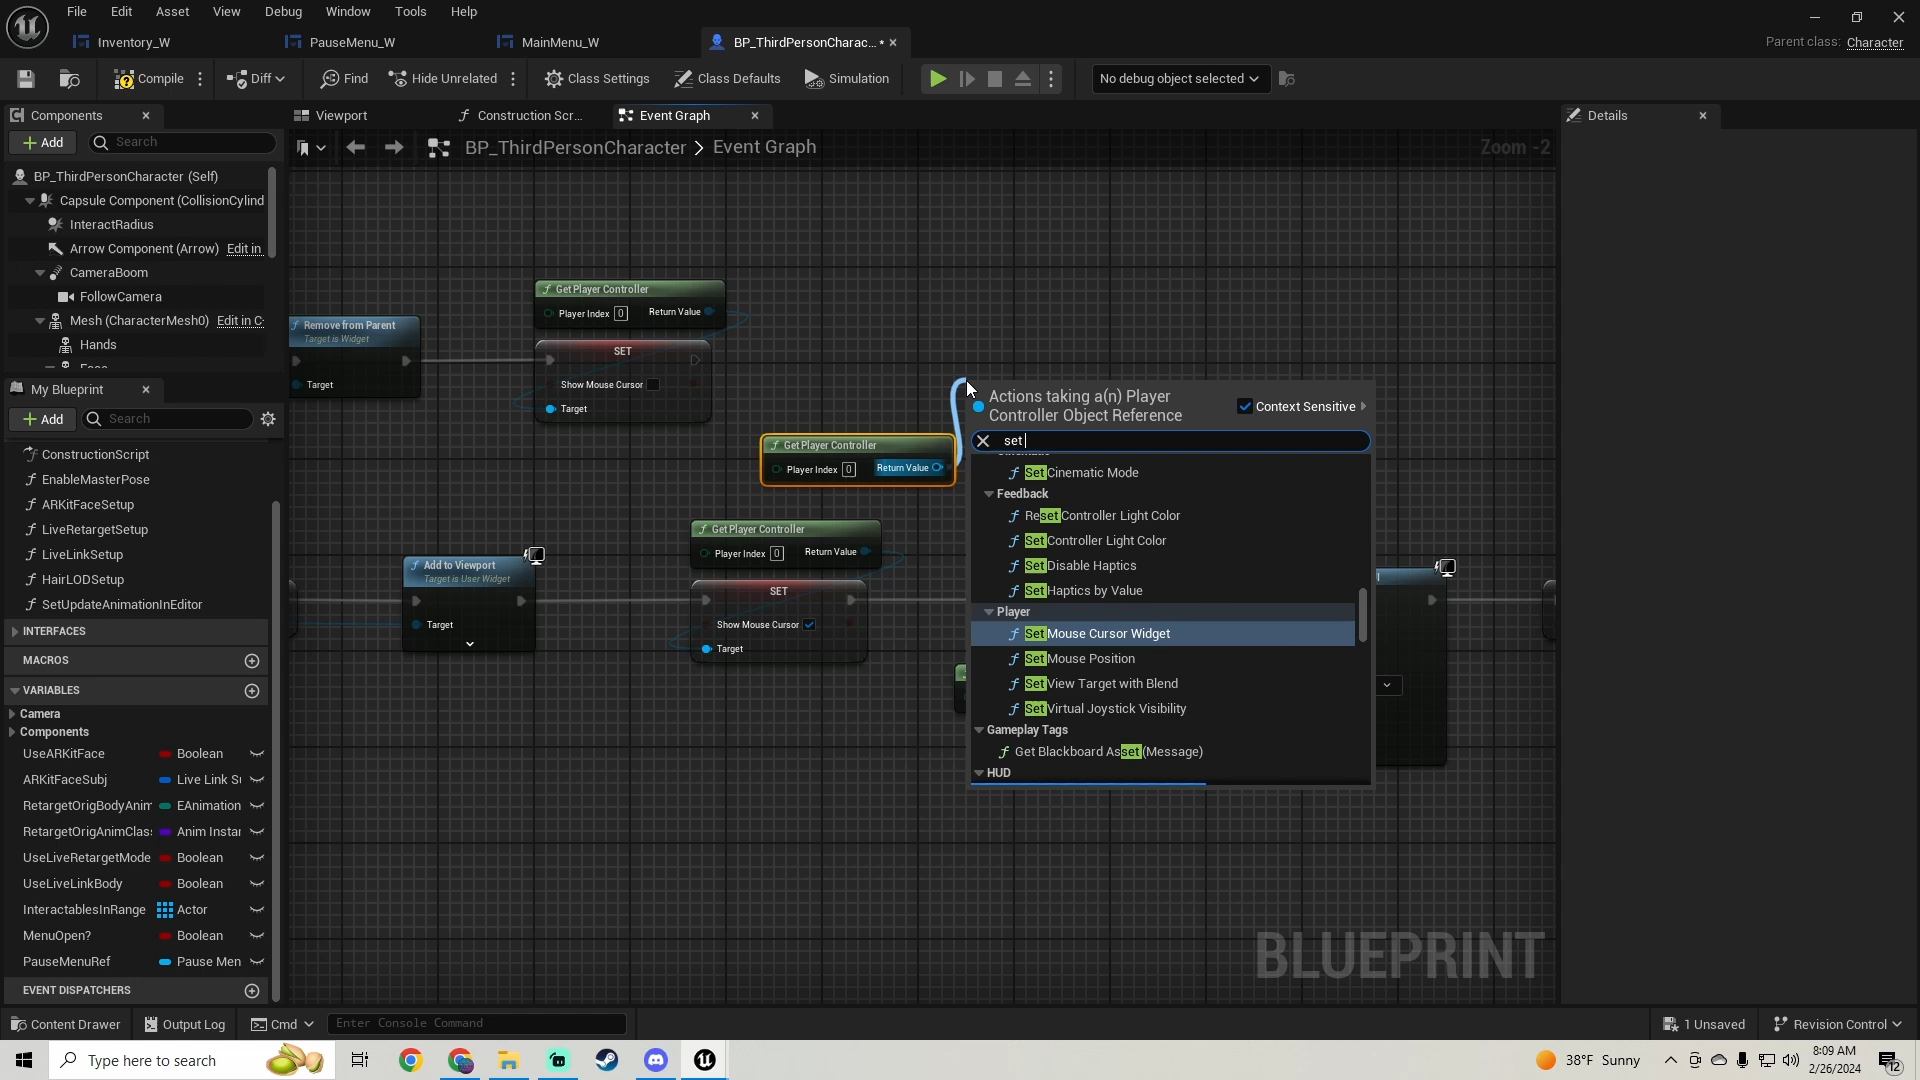 File Edit Asset View Debug Window Tools Help
Inventory_W PauseMenu_W MainMenu_W BP_ThirdPersonCharac... *
Parent class: Character
Compile Diff Find Hide Unrelated Class Settings Class Defaults Simulation No debug object selected
Components Viewport Construction Scr... Event Graph Details
Add Search
BP_ThirdPersonCharacter > Event Graph
Zoom -2
BP_ThirdPersonCharacter (Self)
Capsule Component (CollisionCylind
InteractRadius
Arrow Component (Arrow) Edit in
CameraBoom
FollowCamera
Mesh (CharacterMesh0) Edit in C
Hands
My Blueprint
Add Search
ConstructionScript
EnableMasterPose
ARKitFaceSetup
LiveRetargetSetup
LiveLinkSetup
HairLODSetup
SetUpdateAnimationInEditor
INTERFACES
MACROS
VARIABLES
Camera
Components
UseARKitFace Boolean
ARKitFaceSubj Live Link S
RetargetOrigBodyAnim EAnimation
RetargetOrigAnimClas Anim Instar
UseLiveRetargetMode Boolean
UseLiveLinkBody Boolean
InteractablesInRange Actor
MenuOpen? Boolean
PauseMenuRef Pause Men
EVENT DISPATCHERS
Remove from Parent
Target is Widget
Target
Get Player Controller
Player Index 0 Return Value
SET
Show Mouse Cursor
Target
Get Player Controller
Player Index 0 Return Value
Add to Viewport
Target is User Widget
Target
Get Player Controller
Player Index 0 Return Value
SET
Show Mouse Cursor
Target
Actions taking a(n) Player
Controller Object Reference
Context Sensitive
set
Set Cinematic Mode
Feedback
Reset Controller Light Color
Set Controller Light Color
Set Disable Haptics
Set Haptics by Value
Player
Set Mouse Cursor Widget
Set Mouse Position
Set View Target with Blend
Set Virtual Joystick Visibility
Gameplay Tags
Get Blackboard Asset (Message)
HUD
BLUEPRINT
Content Drawer Output Log Cmd Enter Console Command 1 Unsaved Revision Control
Type here to search
38°F Sunny
8:09 AM
2/26/2024
12